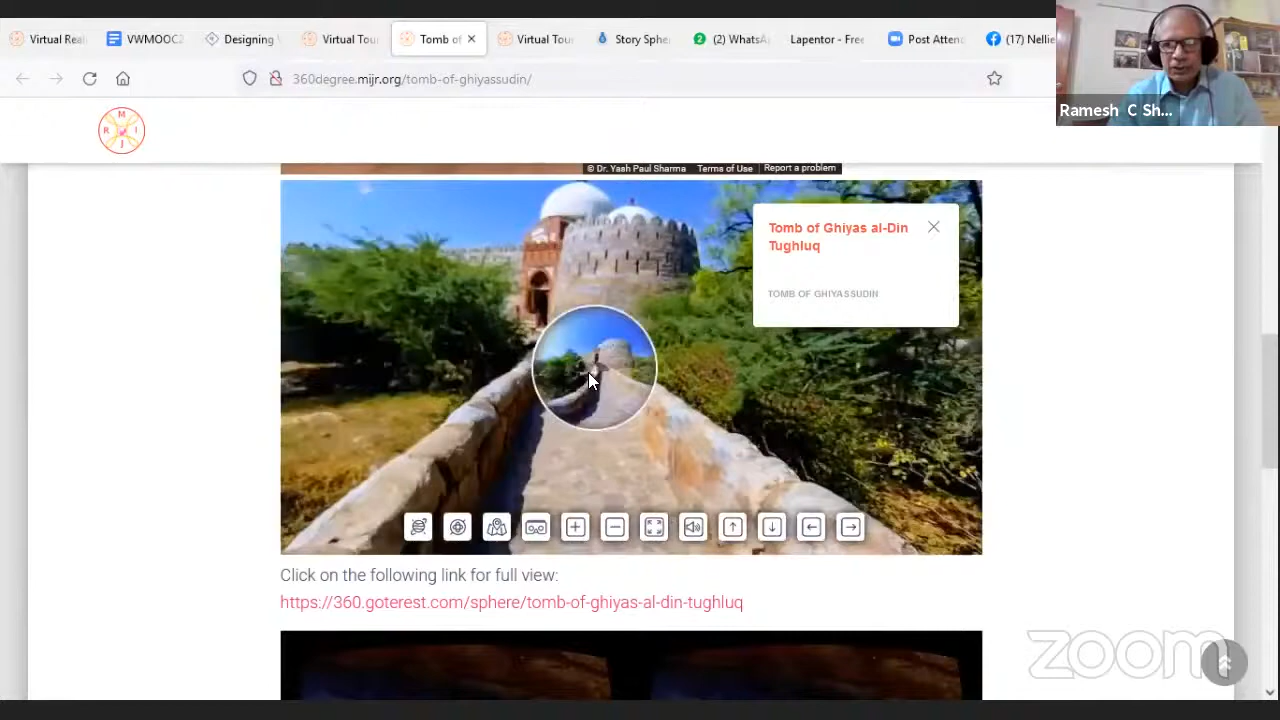 Virtual Rea
VWMOOC2
Designing V
Virtual Tou
Tomb of
Virtual Tou
Story Sphe
(2) WhatsA
Lapentor - Free
Post Atten
(17) Nellie
360degree.mijr.org/tomb-of-ghiyassudin/
Ramesh C Sh...
M
R I
J
© Dr. Yash Paul Sharma Terms of Use Report a problem
Tomb of Ghiyas al-Din
Tughluq
TOMB OF GHIYASSUDIN
Click on the following link for full view:
https://360.goterest.com/sphere/tomb-of-ghiyas-al-din-tughluq
zoom